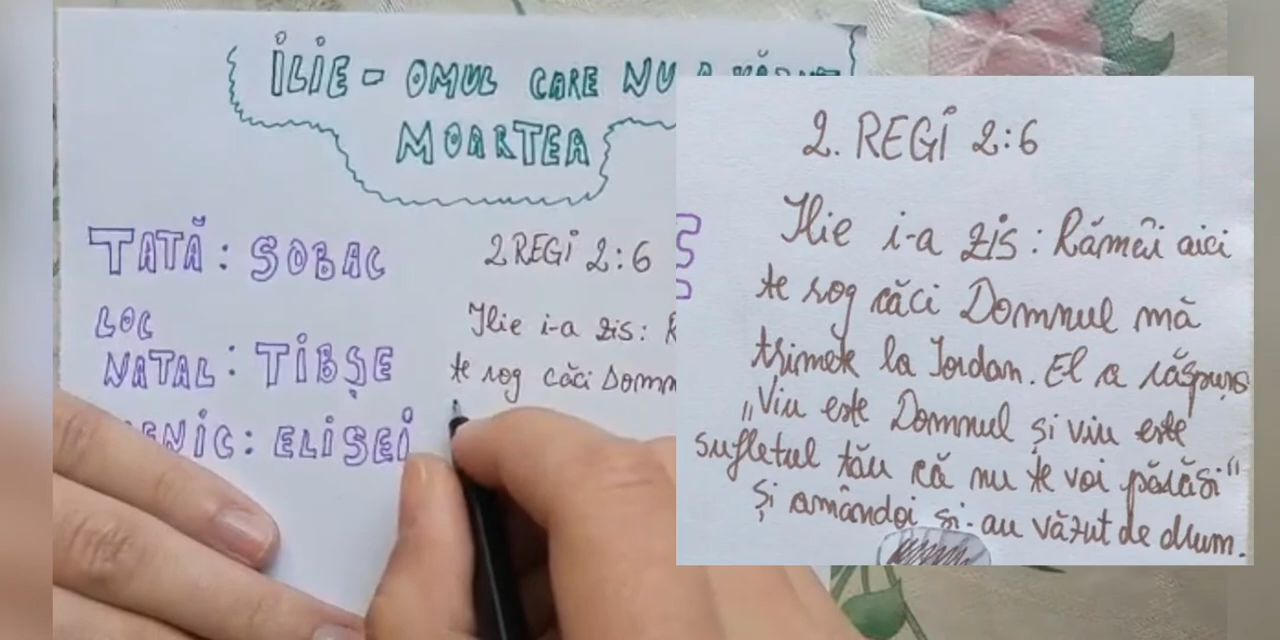 ILIE - OMUL CARE NU
MOARTEA
TATĂ: SOBAC
LOC
NATAL: TIBȘE
ELISEI
2 REGI 2:6
Ilie i-a zis:
te rog căci Domn
2. REGI 2:6
Ilie i-a zis: Rămâi aici
te rog căci Domnul mă
trimete la Iordan. El a răspuns
„Viu este Domnul și viu este
sufletul tău că nu te voi părăsi"
și amândoi și-au văzut de drum.